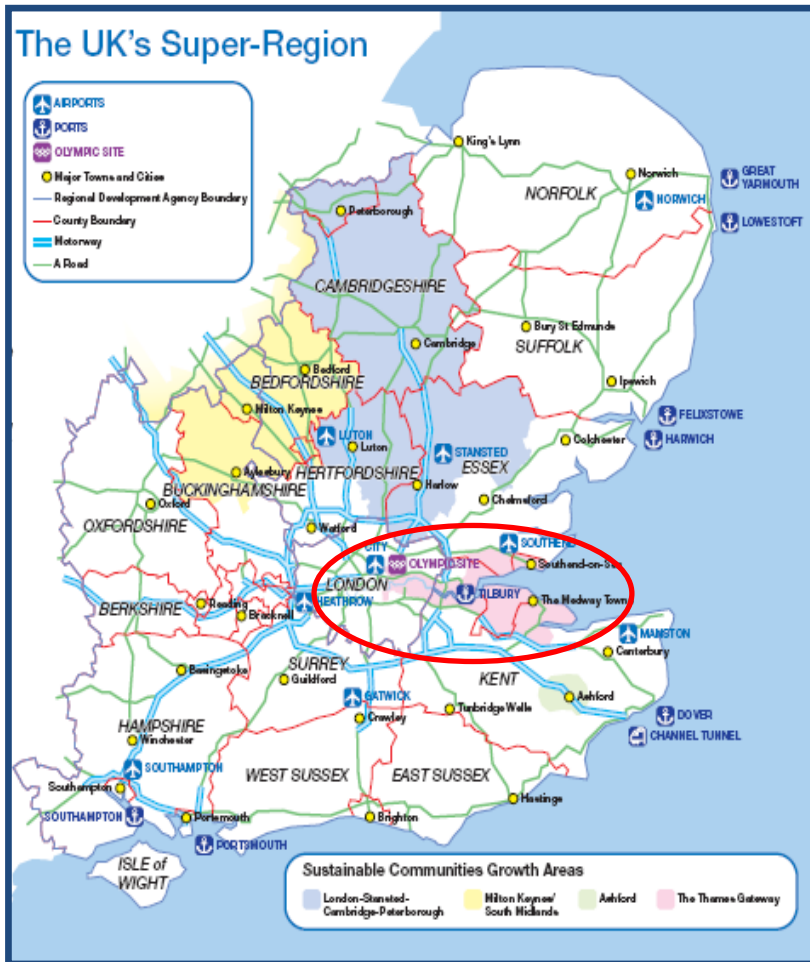 The UK's Super-Region
AIRPORTS
PORTS
OLYMPIC SITE
Major Towns and Cities
Regional Development Agency Boundary
County Boundary
Motorway
A Road
King's Lynn
Norwich
GREAT
YARMOUTH
NORFOLK
NORWICH
LOWESTOFT
Peterborough
CAMBRIDGESHIRE
Bury St Edmunds
SUFFOLK
Cambridge
Bedford
BEDFORDSHIRE
Ipswich
Milton Keynes
FELIXSTOWE
LUTON
Luton
STANSTED
Colchester
HARWICH
ESSEX
Aylesbury
HERTFORDSHIRE
Harlow
BUCKINGHAMSHIRE
Chelmsford
Oxford
OXFORDSHIRE
Watford
CITY
SOUTHEND
OLYMPIC SITE
Southend-on-Sea
LONDON
TILBURY
BERKSHIRE
Reading
HEATHROW
The Medway Town
Bracknell
MANSTON
Canterbury
SURREY
Basingstoke
Guildford
KENT
GATWICK
Ashford
Tunbridge Wells
DOVER
Crawley
HAMPSHIRE
CHANNEL TUNNEL
Winchester
SOUTHAMPTON
WEST SUSSEX
EAST SUSSEX
Southampton
Hastings
SOUTHAMPTON
Portsmouth
Brighton
PORTSMOUTH
ISLE of
WIGHT
Sustainable Communities Growth Areas
London-Stansted-
Cambridge-Peterborough
Milton Keynes/
South Midlands
Ashford
The Thames Gateway